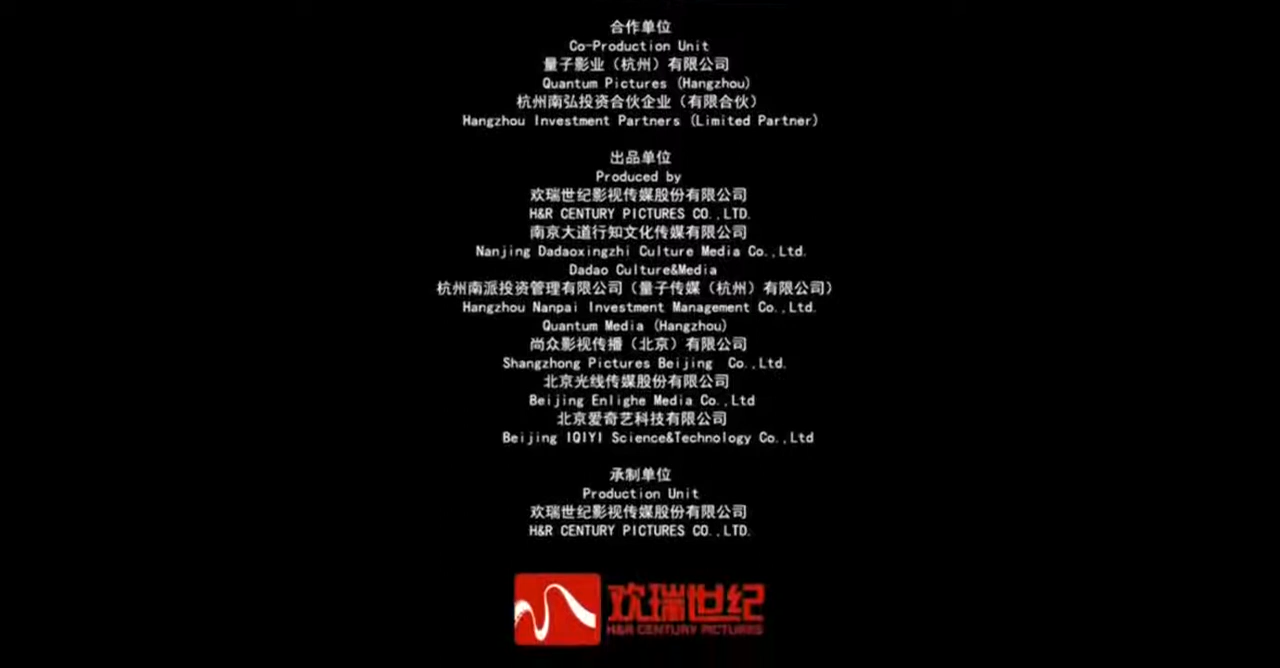 合作单位
Co-Production Unit
量子影业（杭州）有限公司
Quantum Pictures (Hangzhou)
杭州南弘投资合伙企业（有限合伙）
Hangzhou Investment Partners (Limited Partner)
出品单位
Produced by
欢瑞世纪影视传媒股份有限公司
H&R CENTURY PICTURES CO.,LTD.
南京大道行知文化传媒有限公司
Nanjing Dadaoxingzhi Culture Media Co.,Ltd.
Dadao Culture&Media
杭州南派投资管理有限公司（量子传媒（杭州）有限公司）
Hangzhou Nanpai Investment Management Co.,Ltd.
Quantum Media (Hangzhou)
尚众影视传播（北京）有限公司
Shangzhong Pictures Beijing  Co.,Ltd.
北京光线传媒股份有限公司
Beijing Enlighe Media Co.,Ltd
北京爱奇艺科技有限公司
Beijing IQIYI Science&Technology Co.,Ltd
承制单位
Production Unit
欢瑞世纪影视传媒股份有限公司
H&R CENTURY PICTURES CO.,LTD.
欢瑞世纪
H&R CENTURY PICTURES